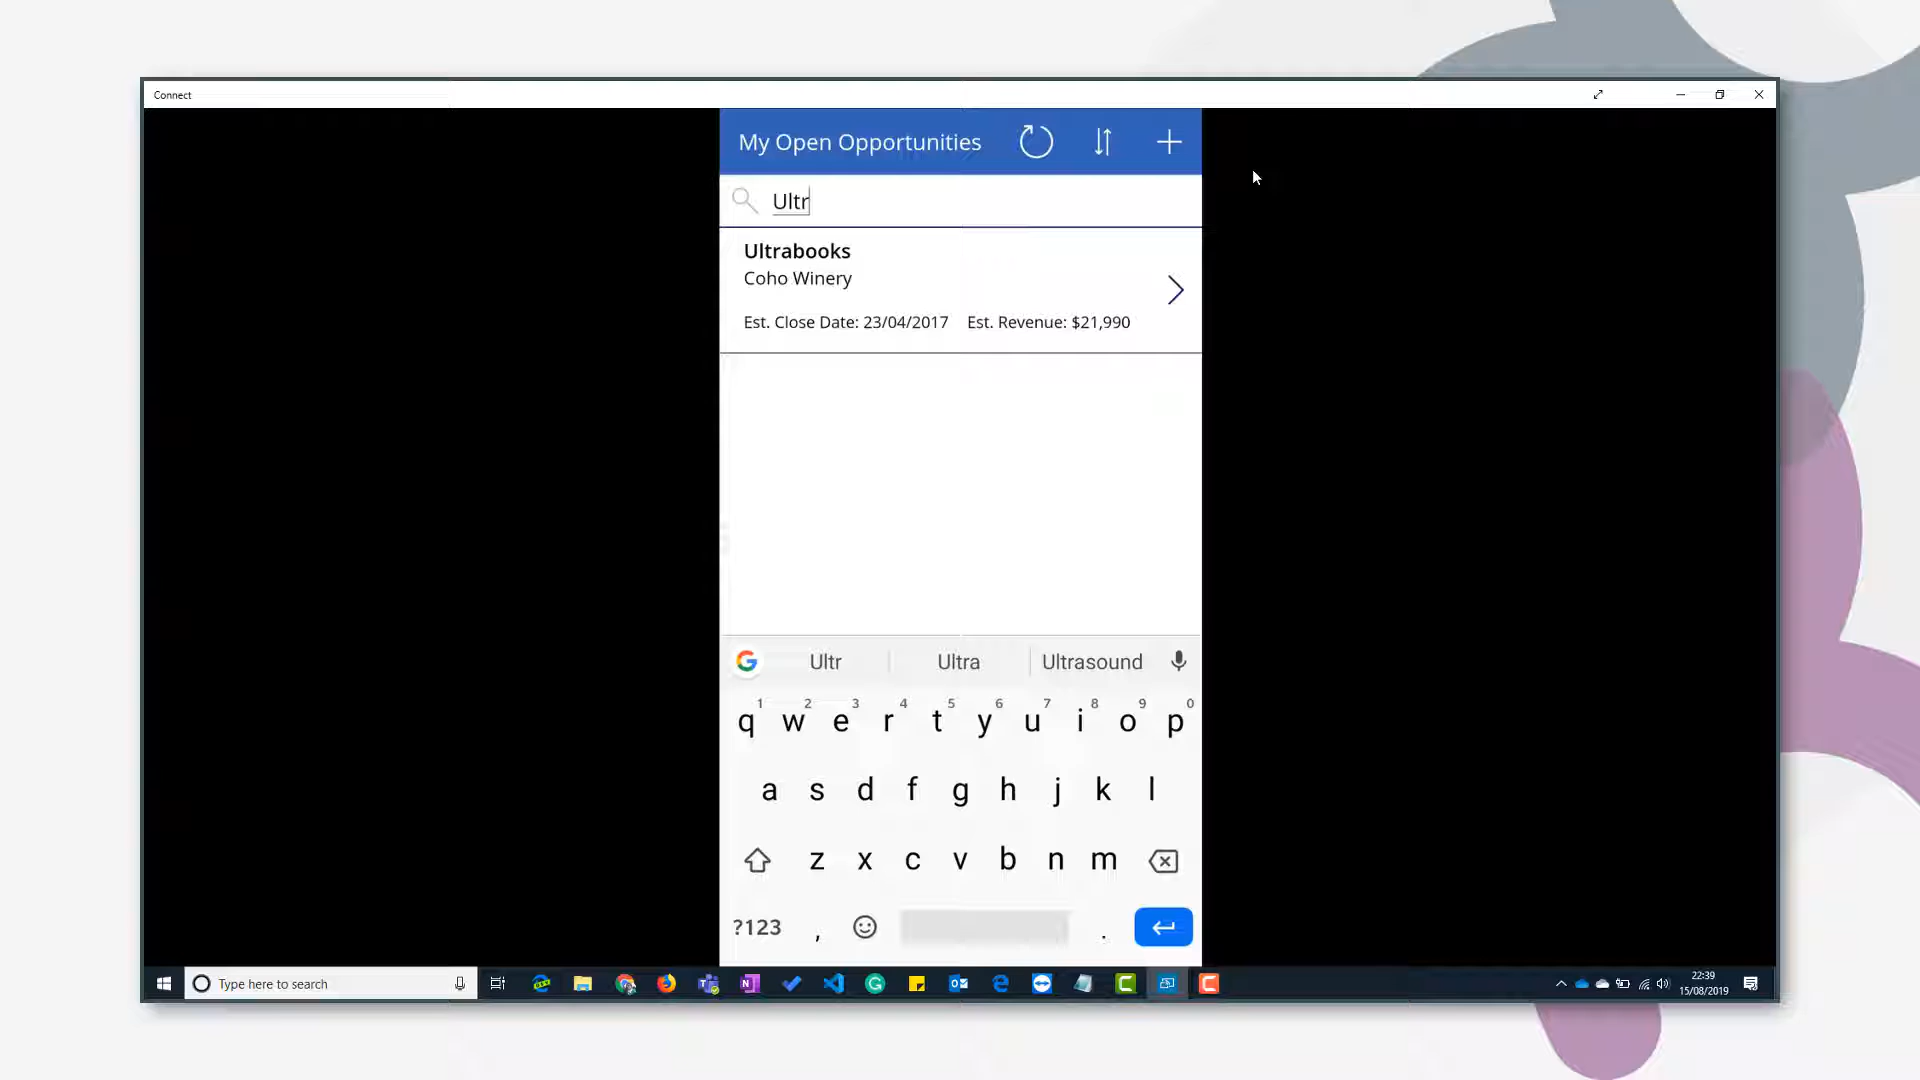 Connect
My Open Opportunities
Ultr
Ultrabooks
Coho Winery
Est. Close Date: 23/04/2017 Est. Revenue: $21,990
Ultr Ultra Ultrasound
1 2 3 4 5 6 7 8 9 0
q w e r t y u i o p
a s d f g h j k l
z x c v b n m
?123 , .
Type here to search
22:39
15/08/2019